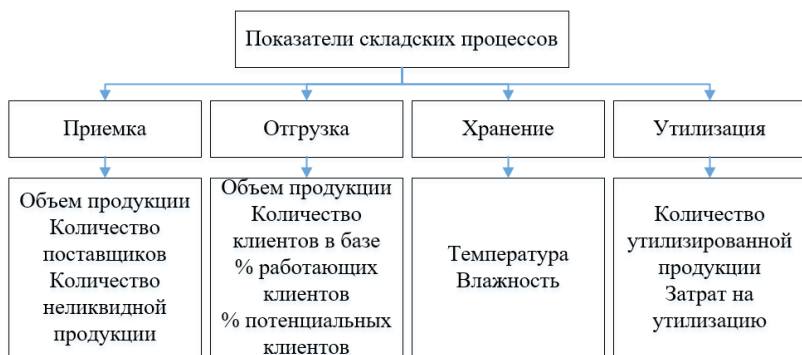 Показатели складских процессов
Приемка
Отгрузка
Хранение
Утилизация
Объем продукции
Количество
поставщиков
Количество
неликвидной
продукции
Объем продукции
Количество
клиентов в базе
% работающих
клиентов
% потенциальных
клиентов
Температура
Влажность
Количество
утилизированной
продукции
Затрат на
утилизацию